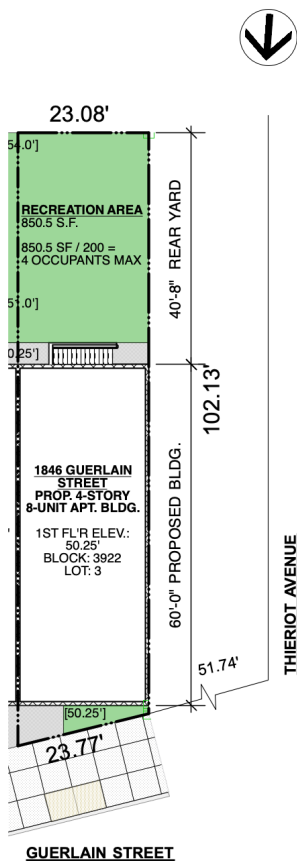 23.08'
54.0']
RECREATION AREA
850.5 S.F.
850.5 SF / 200 =
4 OCCUPANTS MAX
40'-8" REAR YARD
51.0']
0.25']
102.13'
1846 GUERLAIN
STREET
PROP. 4-STORY
8-UNIT APT. BLDG.
1ST FL'R ELEV.:
50.25'
BLOCK: 3922
LOT: 3
60'-0" PROPOSED BLDG.
THIERIOT AVENUE
51.74'
[50.25']
23.77'
GUERLAIN STREET